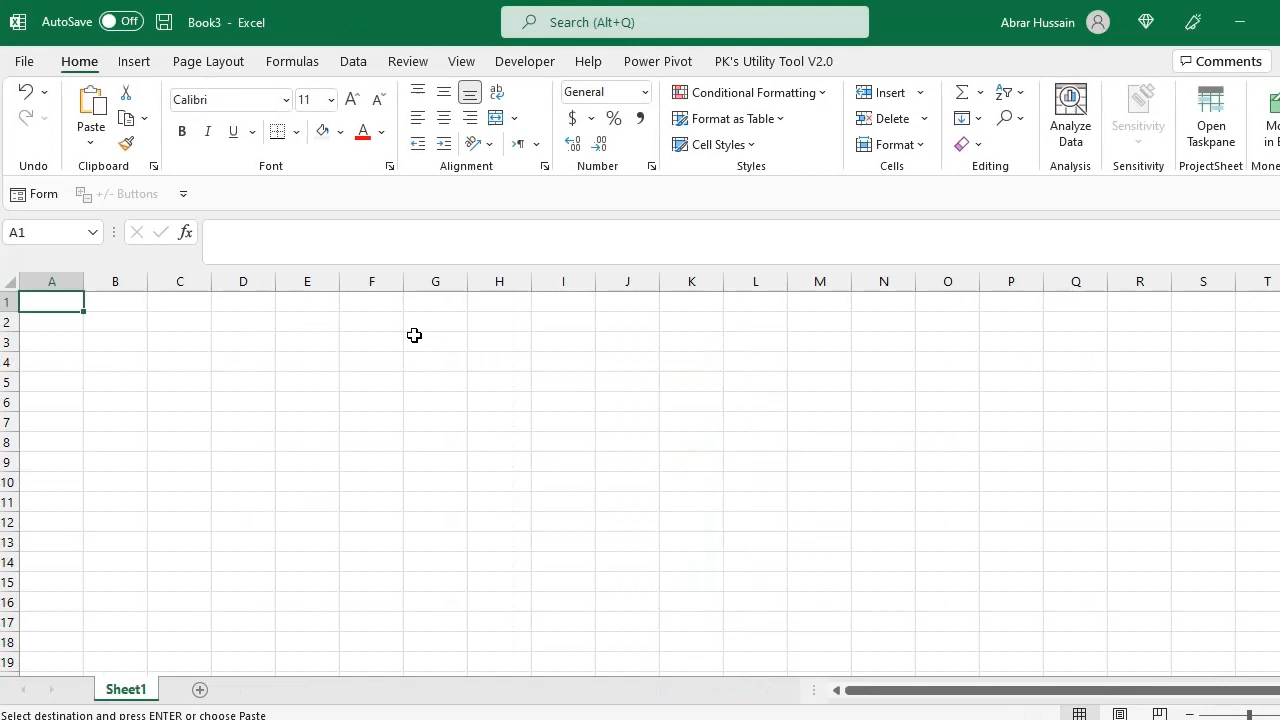 AutoSave Off Book3 - Excel Search (Alt+Q) Abrar Hussain
File Home Insert Page Layout Formulas Data Review View Developer Help Power Pivot PK's Utility Tool V2.0 Comments
Calibri 11 General Conditional Formatting Insert
Paste $ % , Format as Table Delete Analyze Data Sensitivity Open Taskpane
B I U A Cell Styles Format
Undo Clipboard Font Alignment Number Styles Cells Editing Analysis Sensitivity ProjectSheet
Form +/- Buttons
A1 fx
A B C D E F G H I J K L M N O P Q R S T
1
2
3
4
5
6
7
8
9
10
11
12
13
14
15
16
17
18
19
Sheet1
Select destination and press ENTER or choose Paste